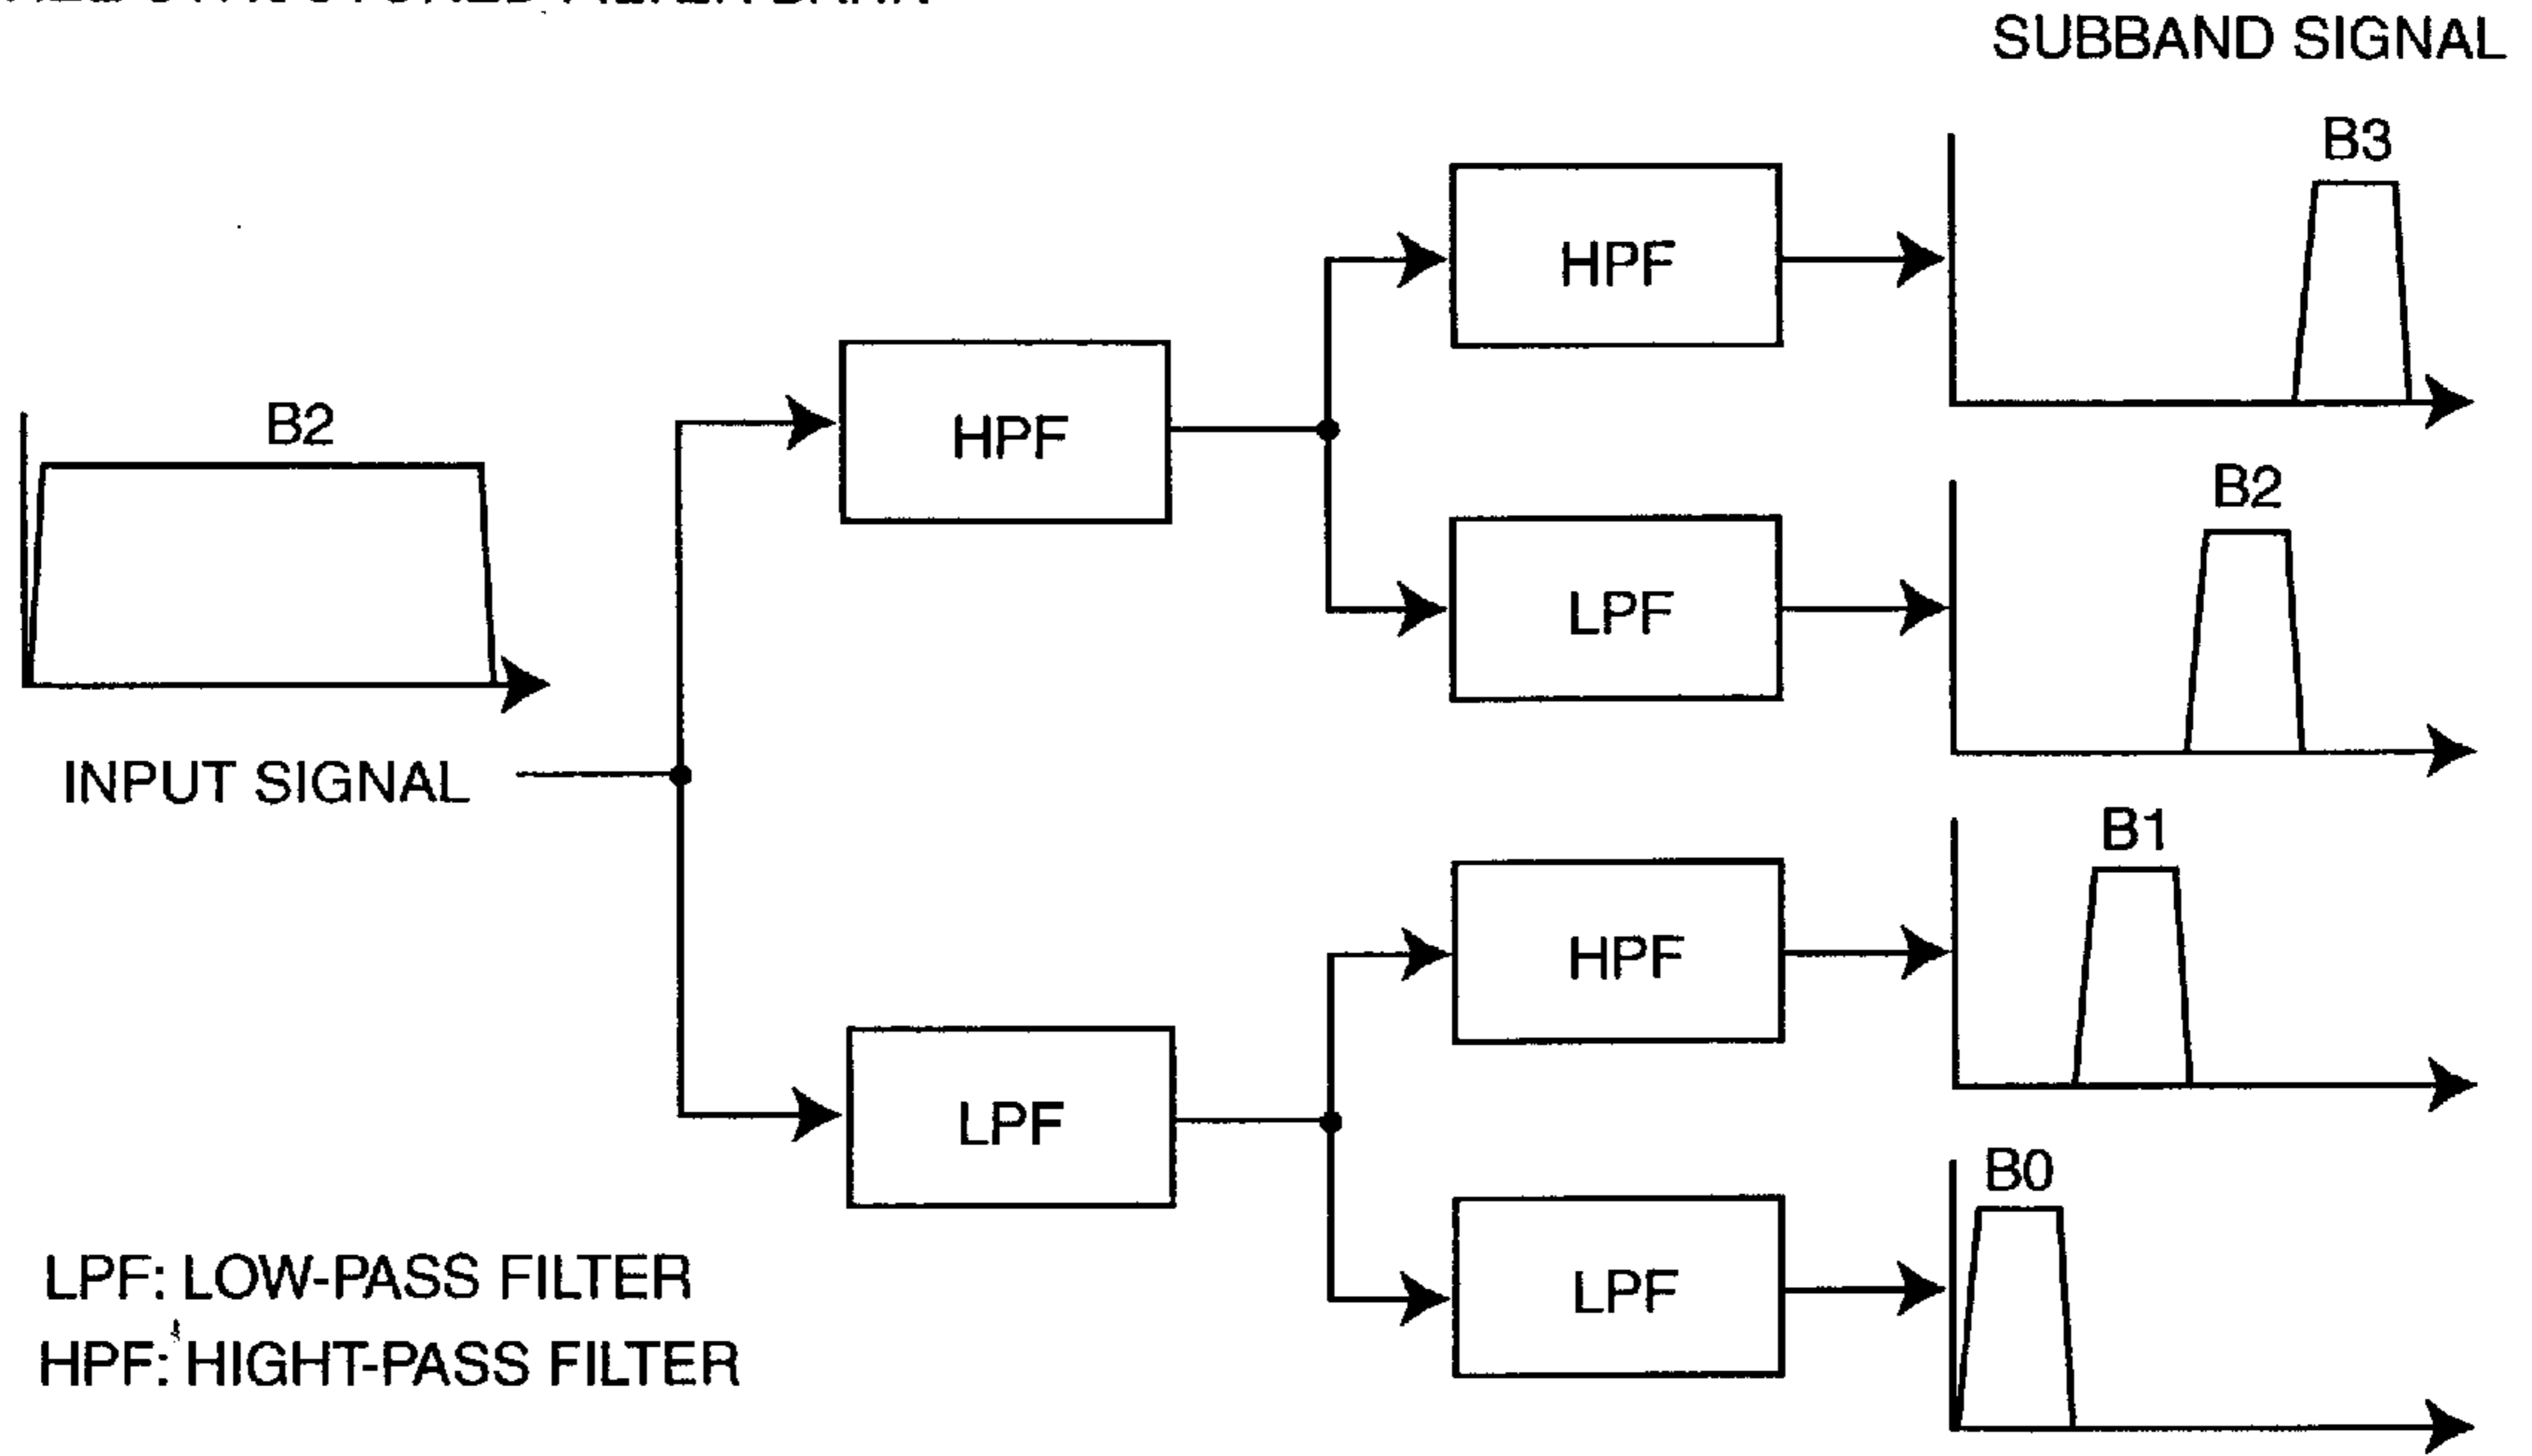 SUBBAND SIGNAL
B3
HPF
B2
HPF
B2
LPF
INPUT SIGNAL
B1
HPF
LPF
B0
LPF
LPF: LOW-PASS FILTER
HPF: HIGHT-PASS FILTER